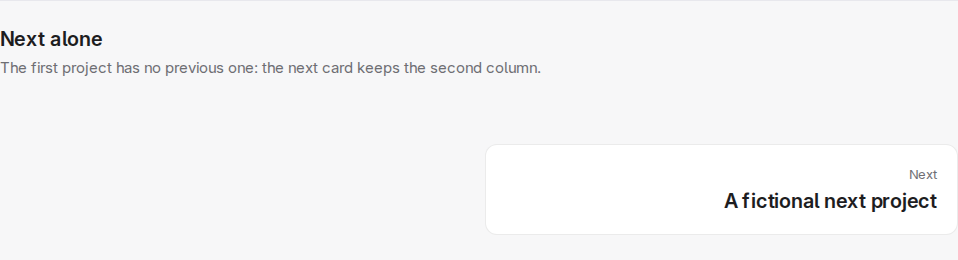 Next alone
The first project has no previous one: the next card keeps the second column.
Next
A fictional next project